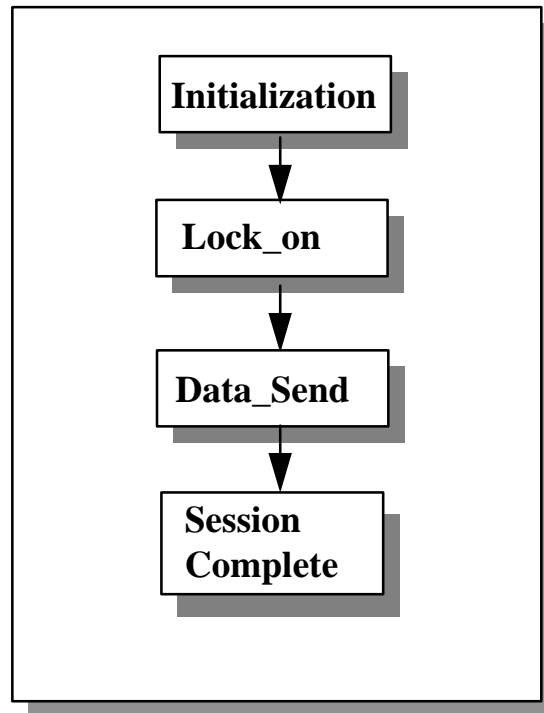 Initialization
Lock_on
Data_Send
Session
Complete